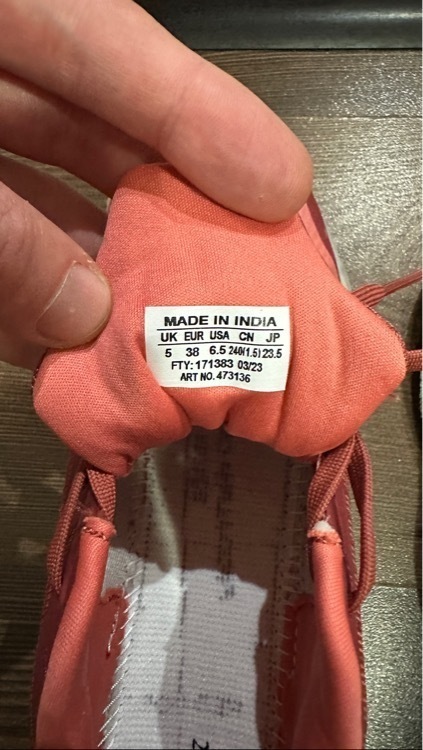 MADE IN INDIA
UK EUR USA CN JP
5 38 6.5 240(1.5) 23.5
FTY: 171383 03/23
ART NO. 473136
2